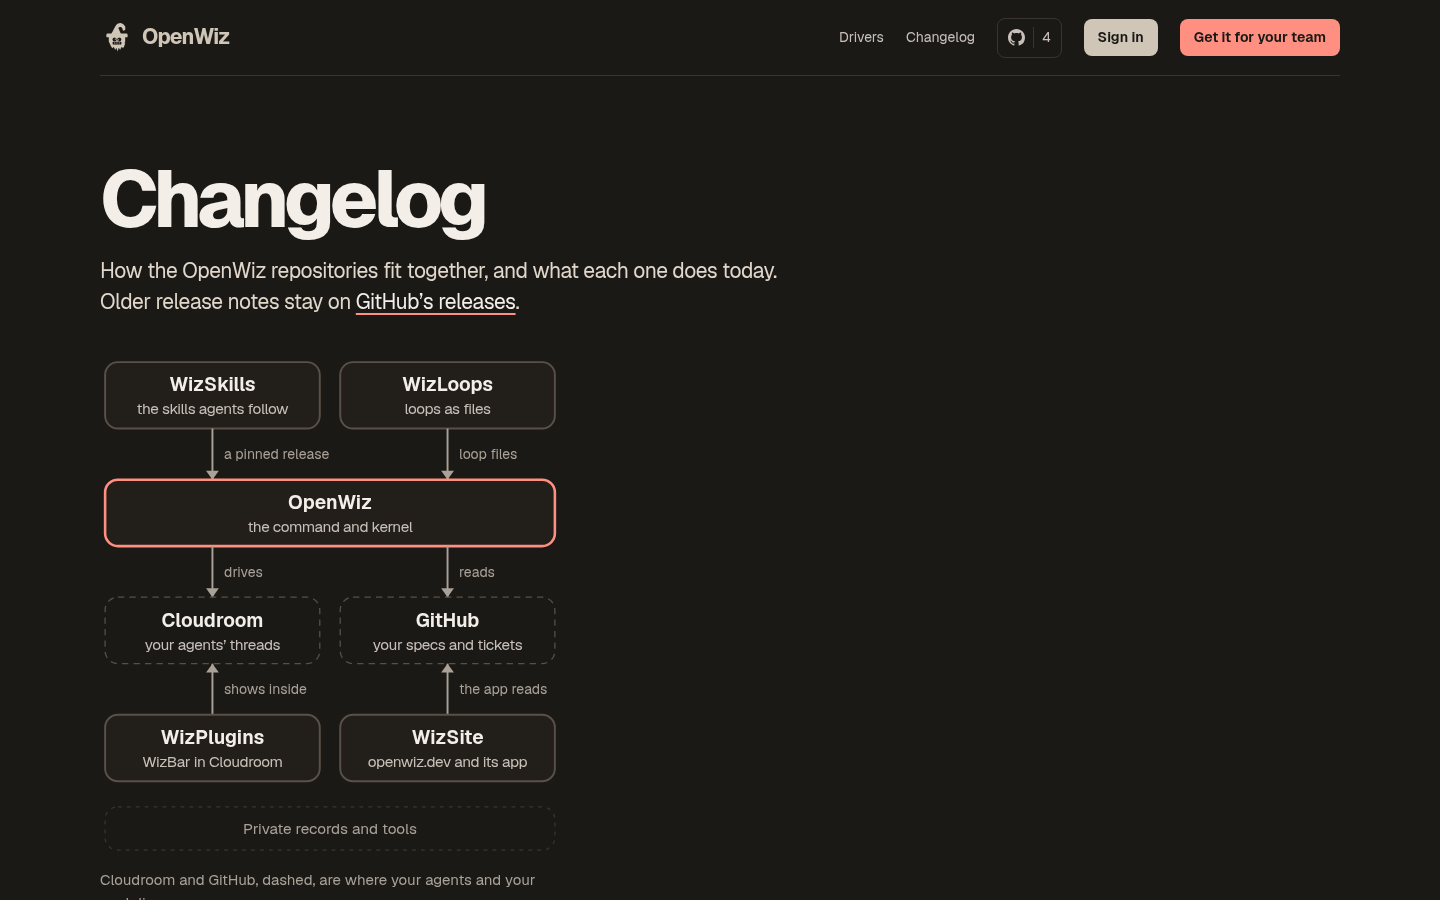 OpenWiz
Drivers
Changelog
4
Sign in
Get it for your team
Changelog
How the OpenWiz repositories fit together, and what each one does today.
Older release notes stay on GitHub’s releases.
WizSkills
the skills agents follow
WizLoops
loops as files
a pinned release
loop files
OpenWiz
the command and kernel
drives
reads
Cloudroom
your agents’ threads
GitHub
your specs and tickets
shows inside
the app reads
WizPlugins
WizBar in Cloudroom
WizSite
openwiz.dev and its app
Private records and tools
Cloudroom and GitHub, dashed, are where your agents and your